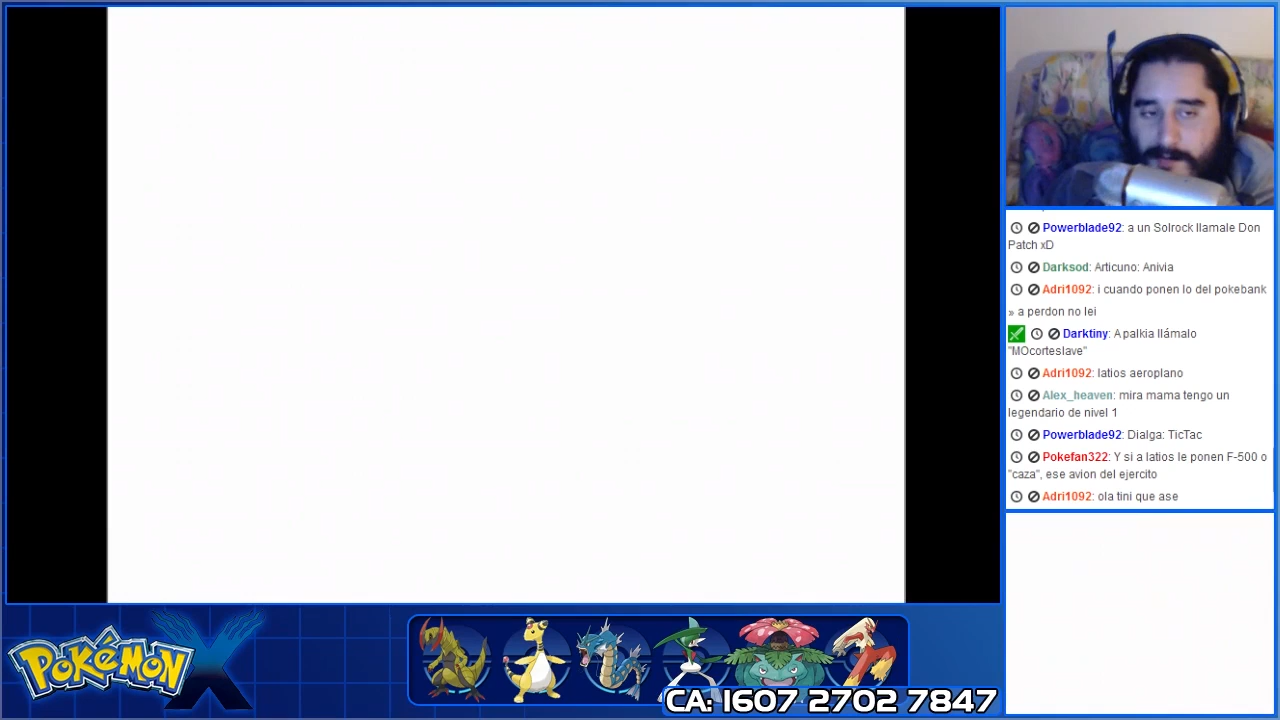 Powerblade92: a un Solrock llamale Don
Patch xD
Darksod: Articuno: Anivia
Adri1092: i cuando ponen lo del pokebank
» a perdon no lei
Darktiny: A palkia llámalo
"MOcorteslave"
Adri1092: latios aeroplano
Alex_heaven: mira mama tengo un
legendario de nivel 1
Powerblade92: Dialga: TicTac
Pokefan322: Y si a latios le ponen F-500 o
"caza", ese avion del ejercito
Adri1092: ola tini que ase
POKéMON X
CA: 1607 2702 7847